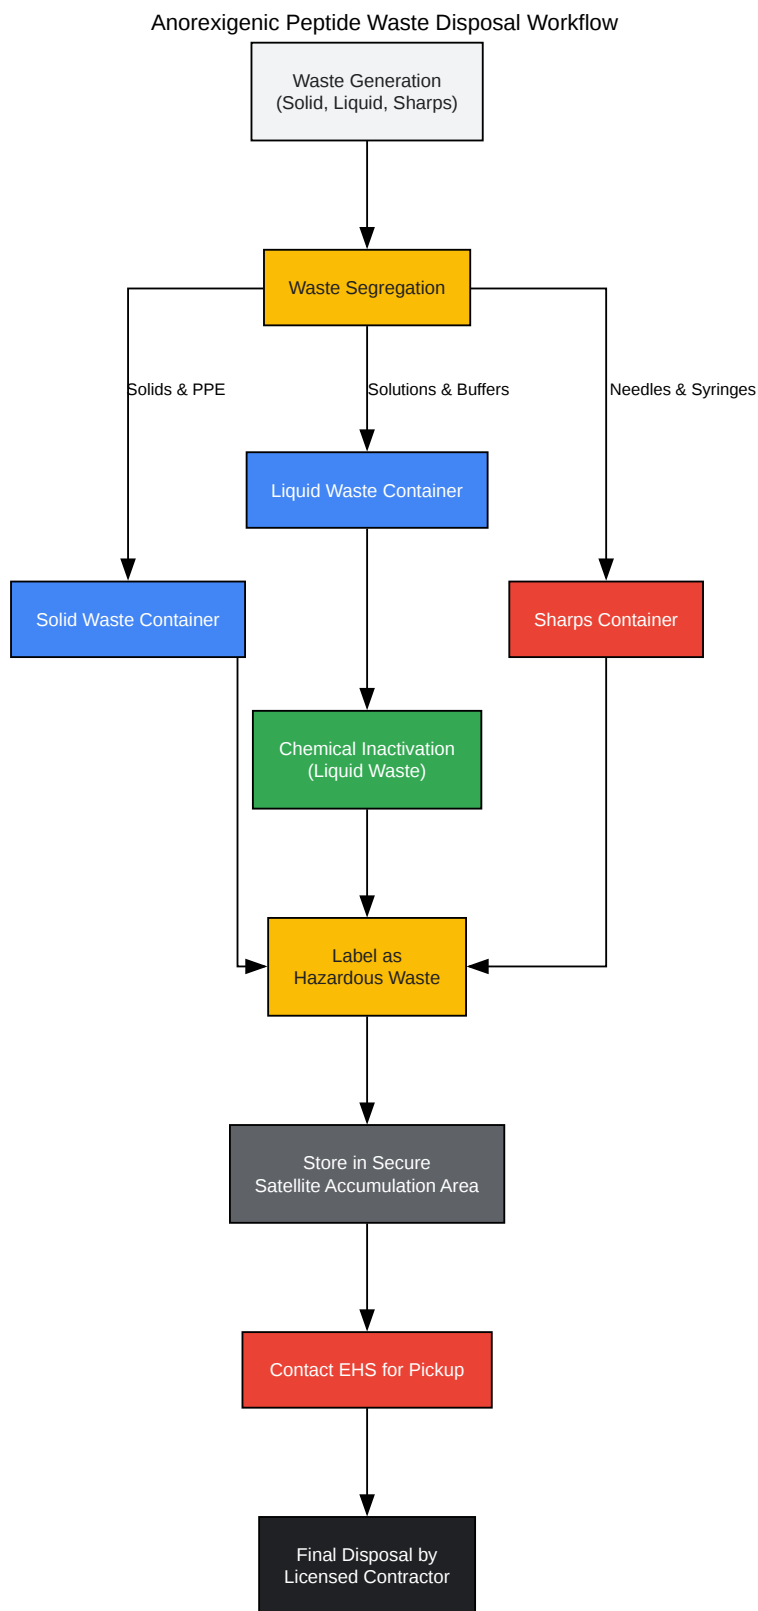 Anorexigenic Peptide Waste Disposal Workflow
Waste Generation
(Solid, Liquid, Sharps)
Waste Segregation
Solids & PPE
Solutions & Buffers
Needles & Syringes
Liquid Waste Container
Solid Waste Container
Sharps Container
Chemical Inactivation
(Liquid Waste)
Label as
Hazardous Waste
Store in Secure
Satellite Accumulation Area
Contact EHS for Pickup
Final Disposal by
Licensed Contractor